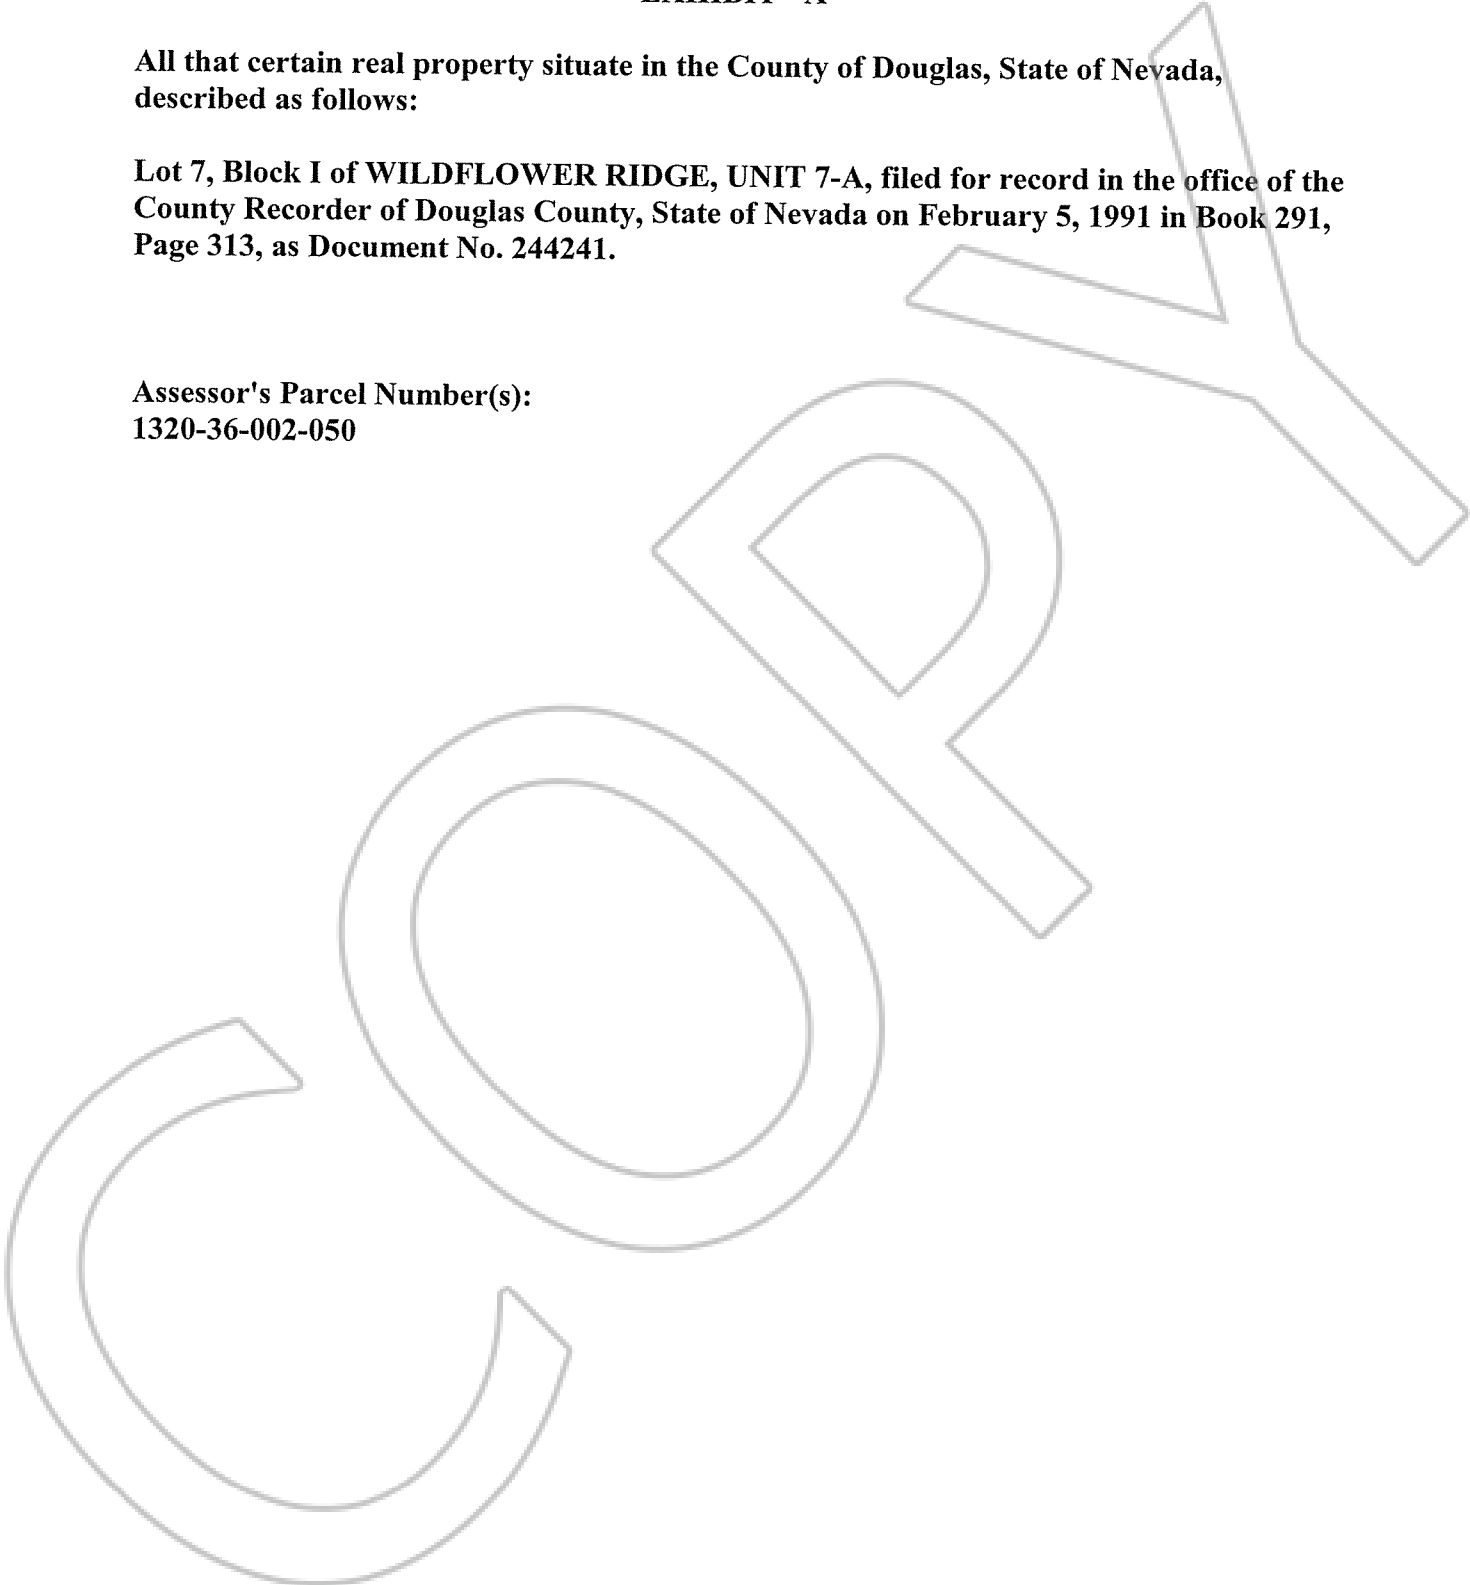 All that certain real property situate in the County of Douglas, State of Nevada,
described as follows:
Lot 7, Block I of WILDFLOWER RIDGE, UNIT 7-A, filed for record in the office of the
County Recorder of Douglas County, State of Nevada on February 5, 1991 in Book 291,
Page 313, as Document No. 244241.
Assessor's Parcel Number(s):
1320-36-002-050
COPY